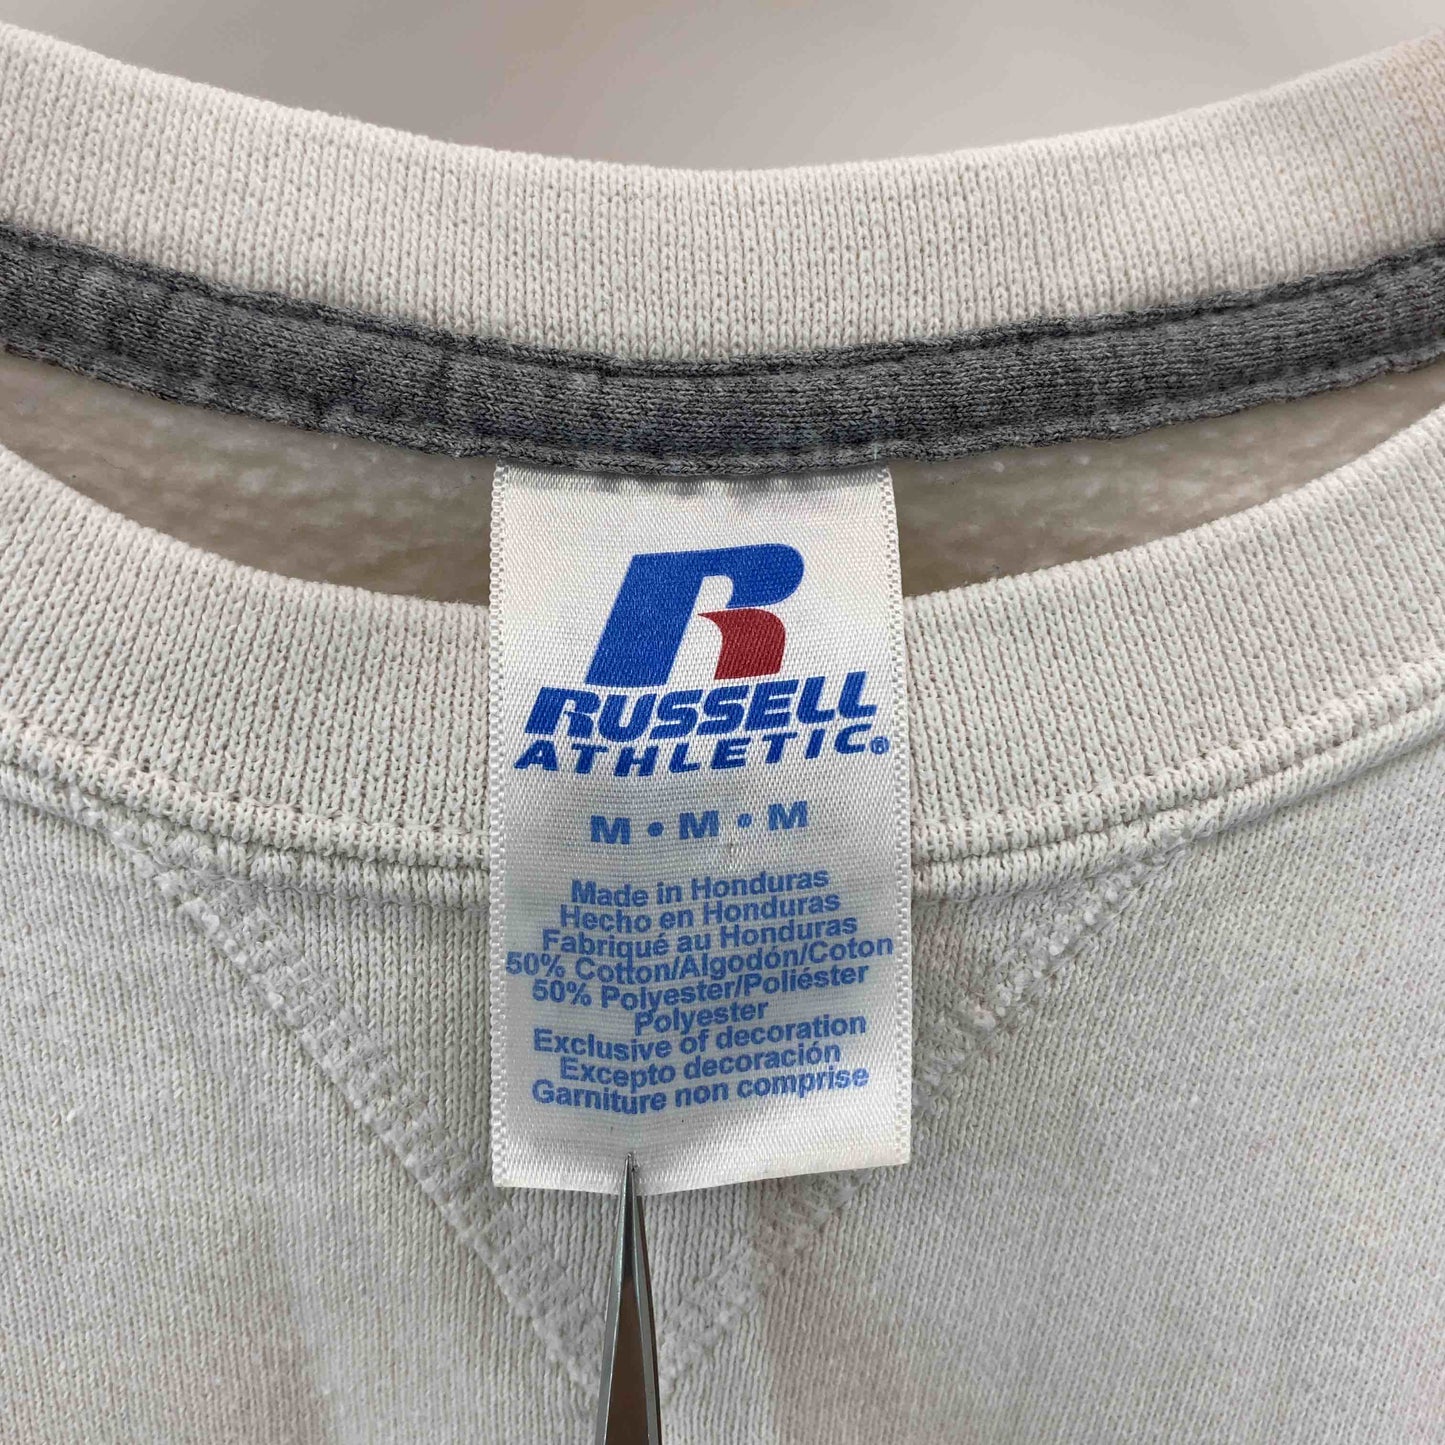 R
RUSSELL
ATHLETIC®
M • M • M
Made in Honduras
Hecho en Honduras
Fabriqué au Honduras
50% Cotton/Algodón/Coton
50% Polyester/Poliéster
Polyester
Exclusive of decoration
Excepto decoración
Garniture non comprise